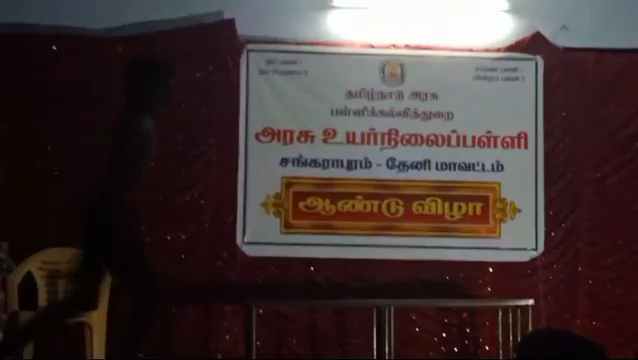 தமிழ்நாடு அரசு
பள்ளிக்கல்வித்துறை
அரசு உயர்நிலைப்பள்ளி
சங்கராபுரம் - தேனி மாவட்டம்
ஆண்டு விழா